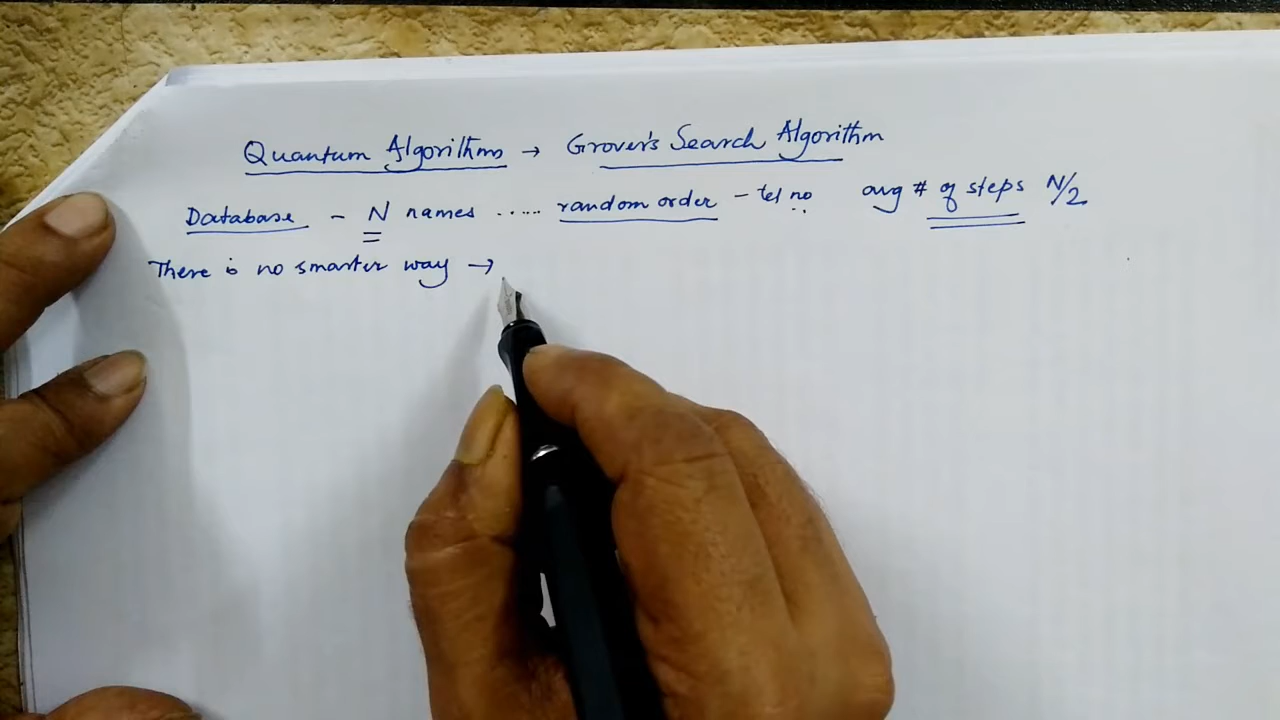 Quantum Algorithms → Grover's Search Algorithm
Database - N names ...... random order - tel no avg # of steps N/2
There is no smarter way →